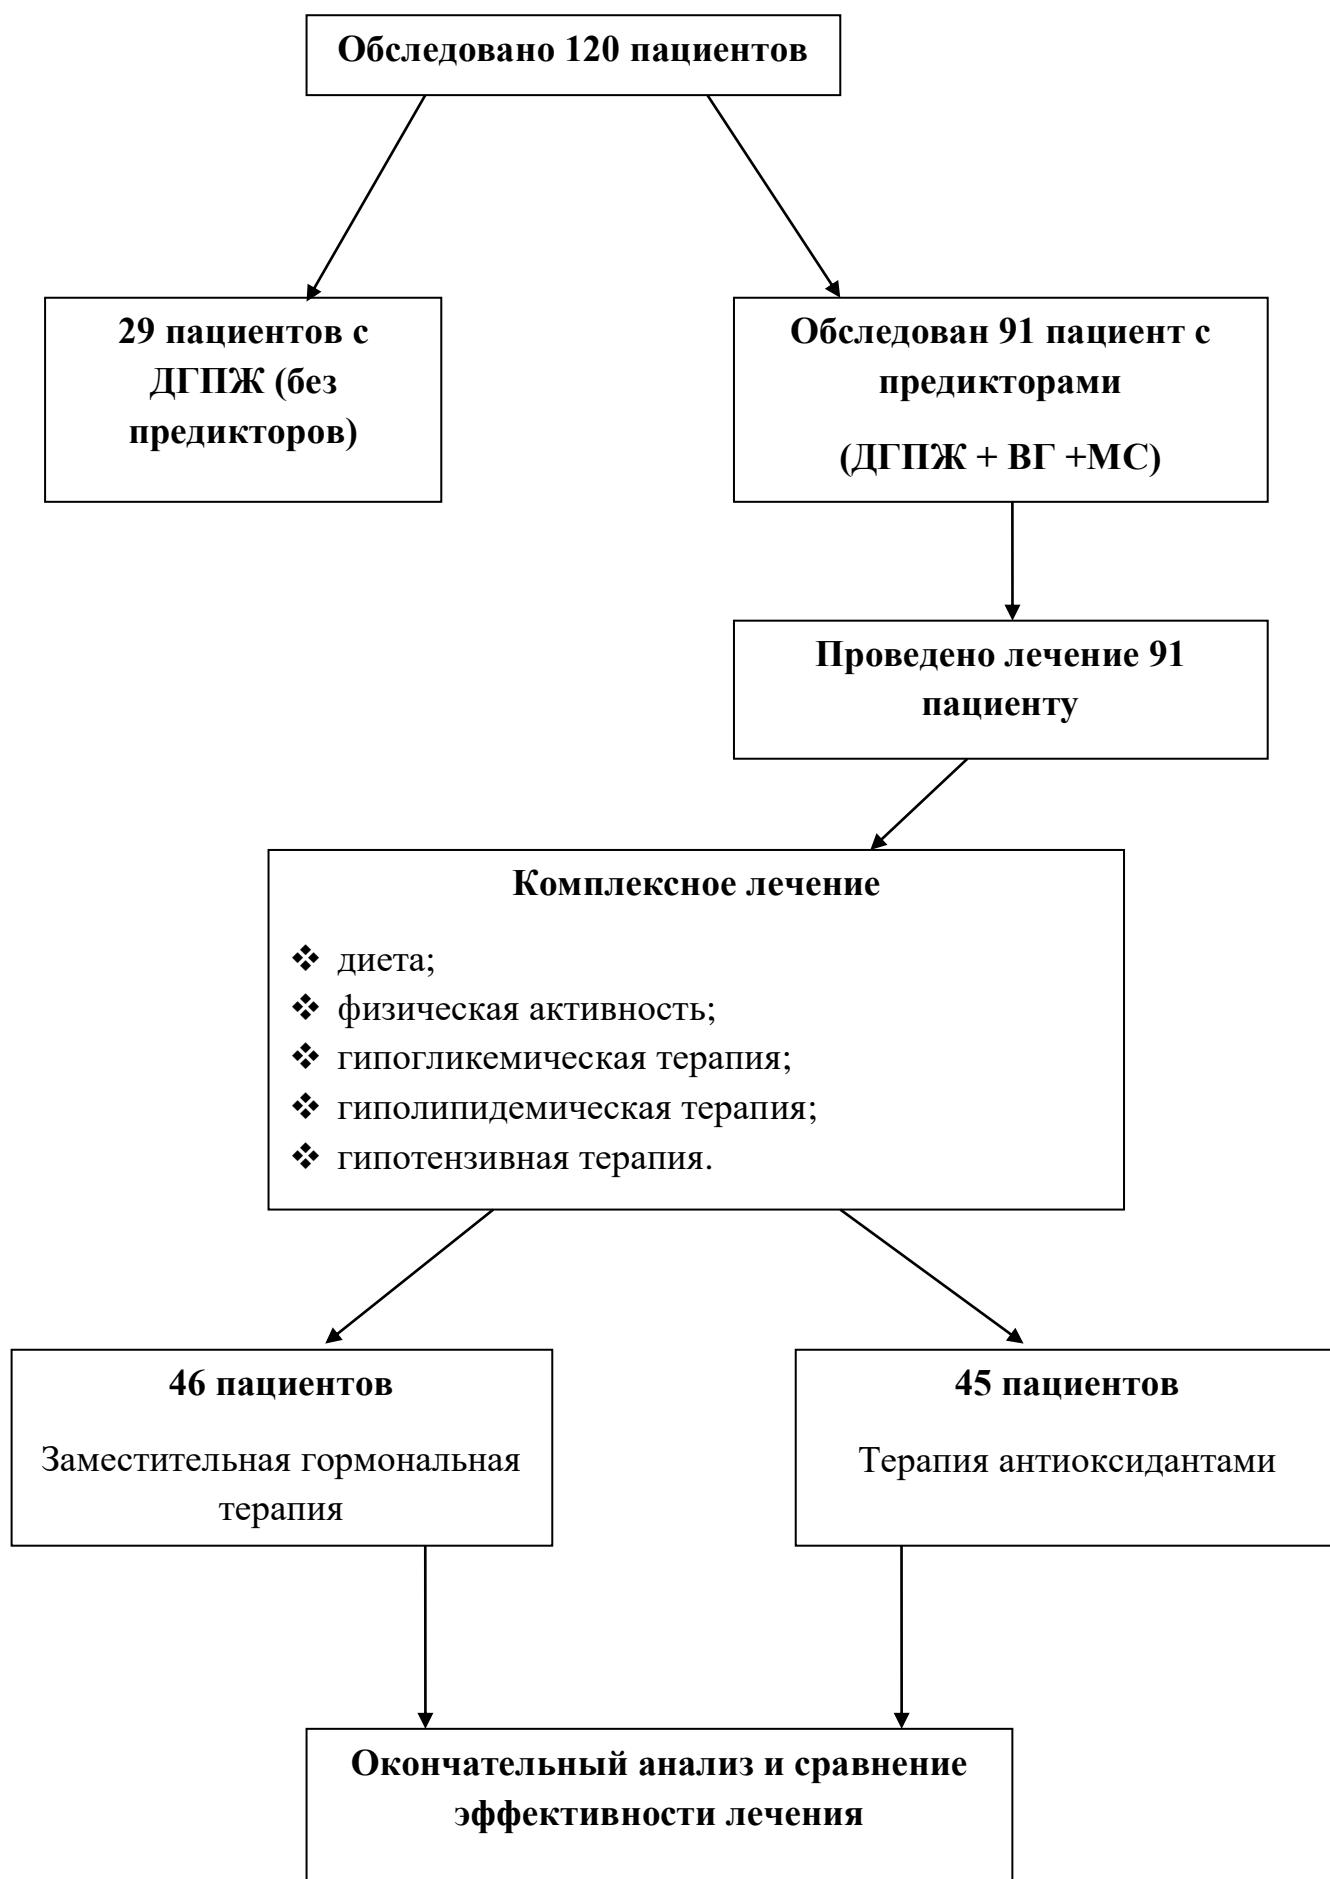 Обследовано 120 пациентов
29 пациентов с
ДГПЖ (без
предикторов)
Обследован 91 пациент с
предикторами
(ДГПЖ + ВГ +МС)
Проведено лечение 91
пациенту
Комплексное лечение
❖ диета;
❖ физическая активность;
❖ гипогликемическая терапия;
❖ гиполипидемическая терапия;
❖ гипотензивная терапия.
46 пациентов
Заместительная гормональная
терапия
45 пациентов
Терапия антиоксидантами
Окончательный анализ и сравнение
эффективности лечения